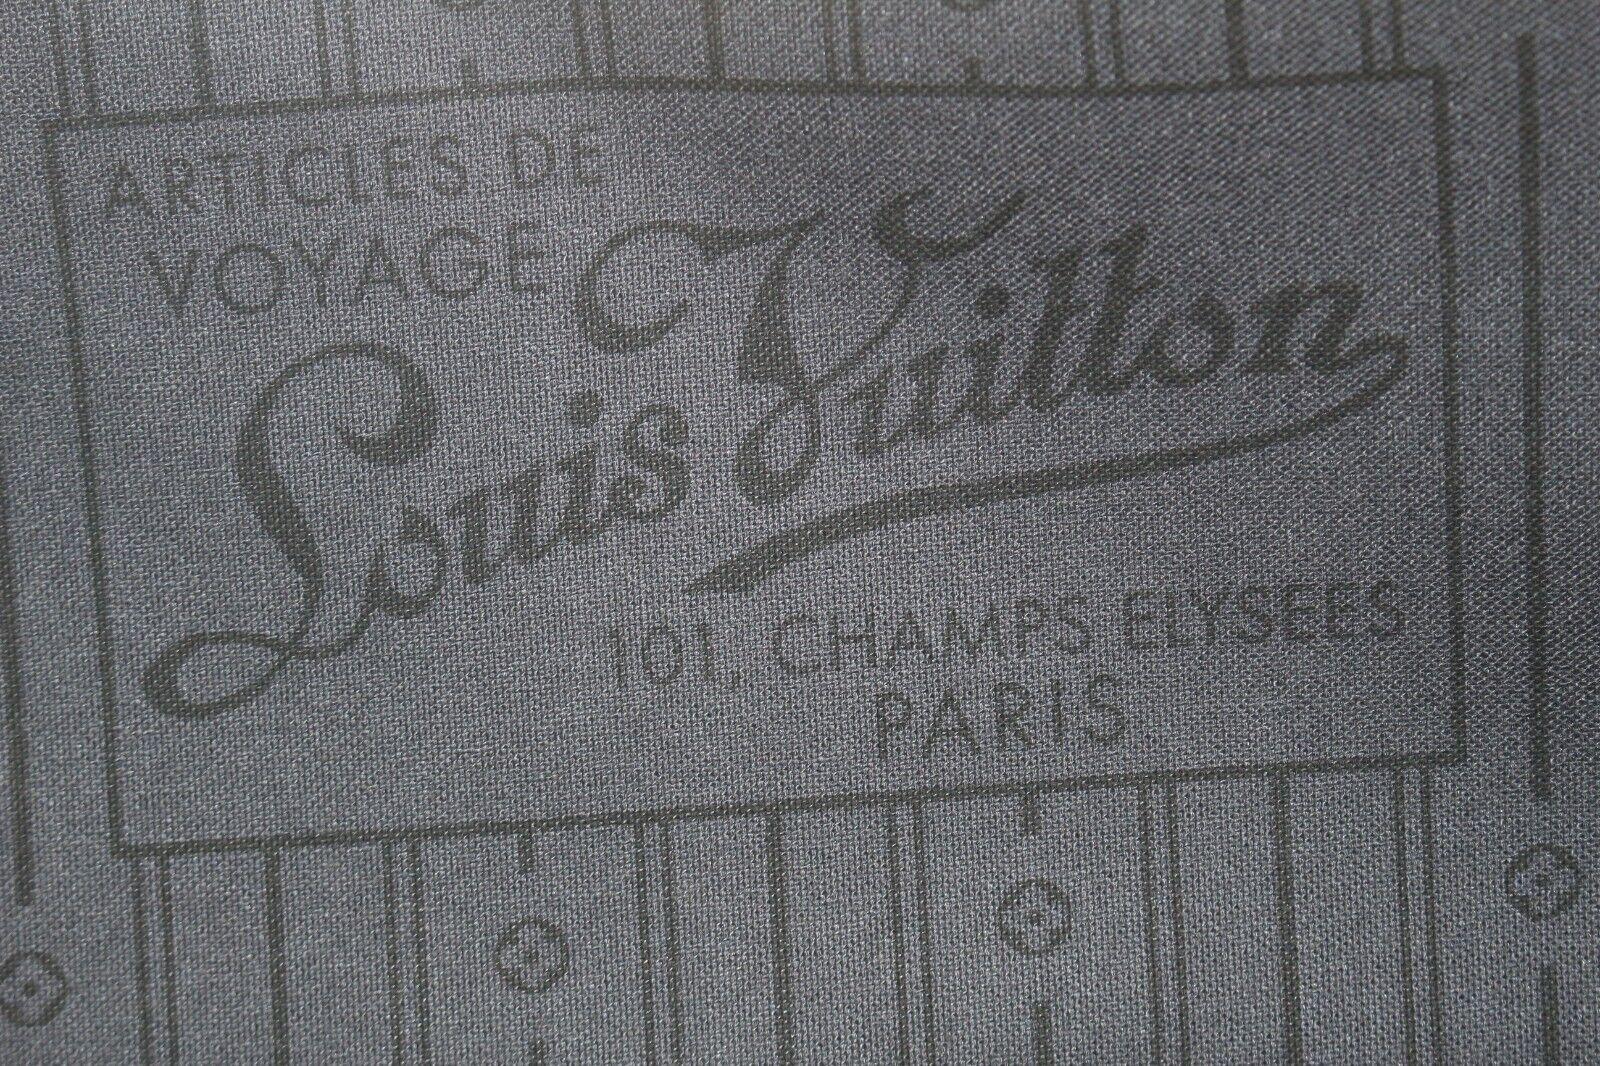 ARTICLES DE
VOYAGE
Louis Vuitton
101, CHAMPS ELYSEES
PARIS